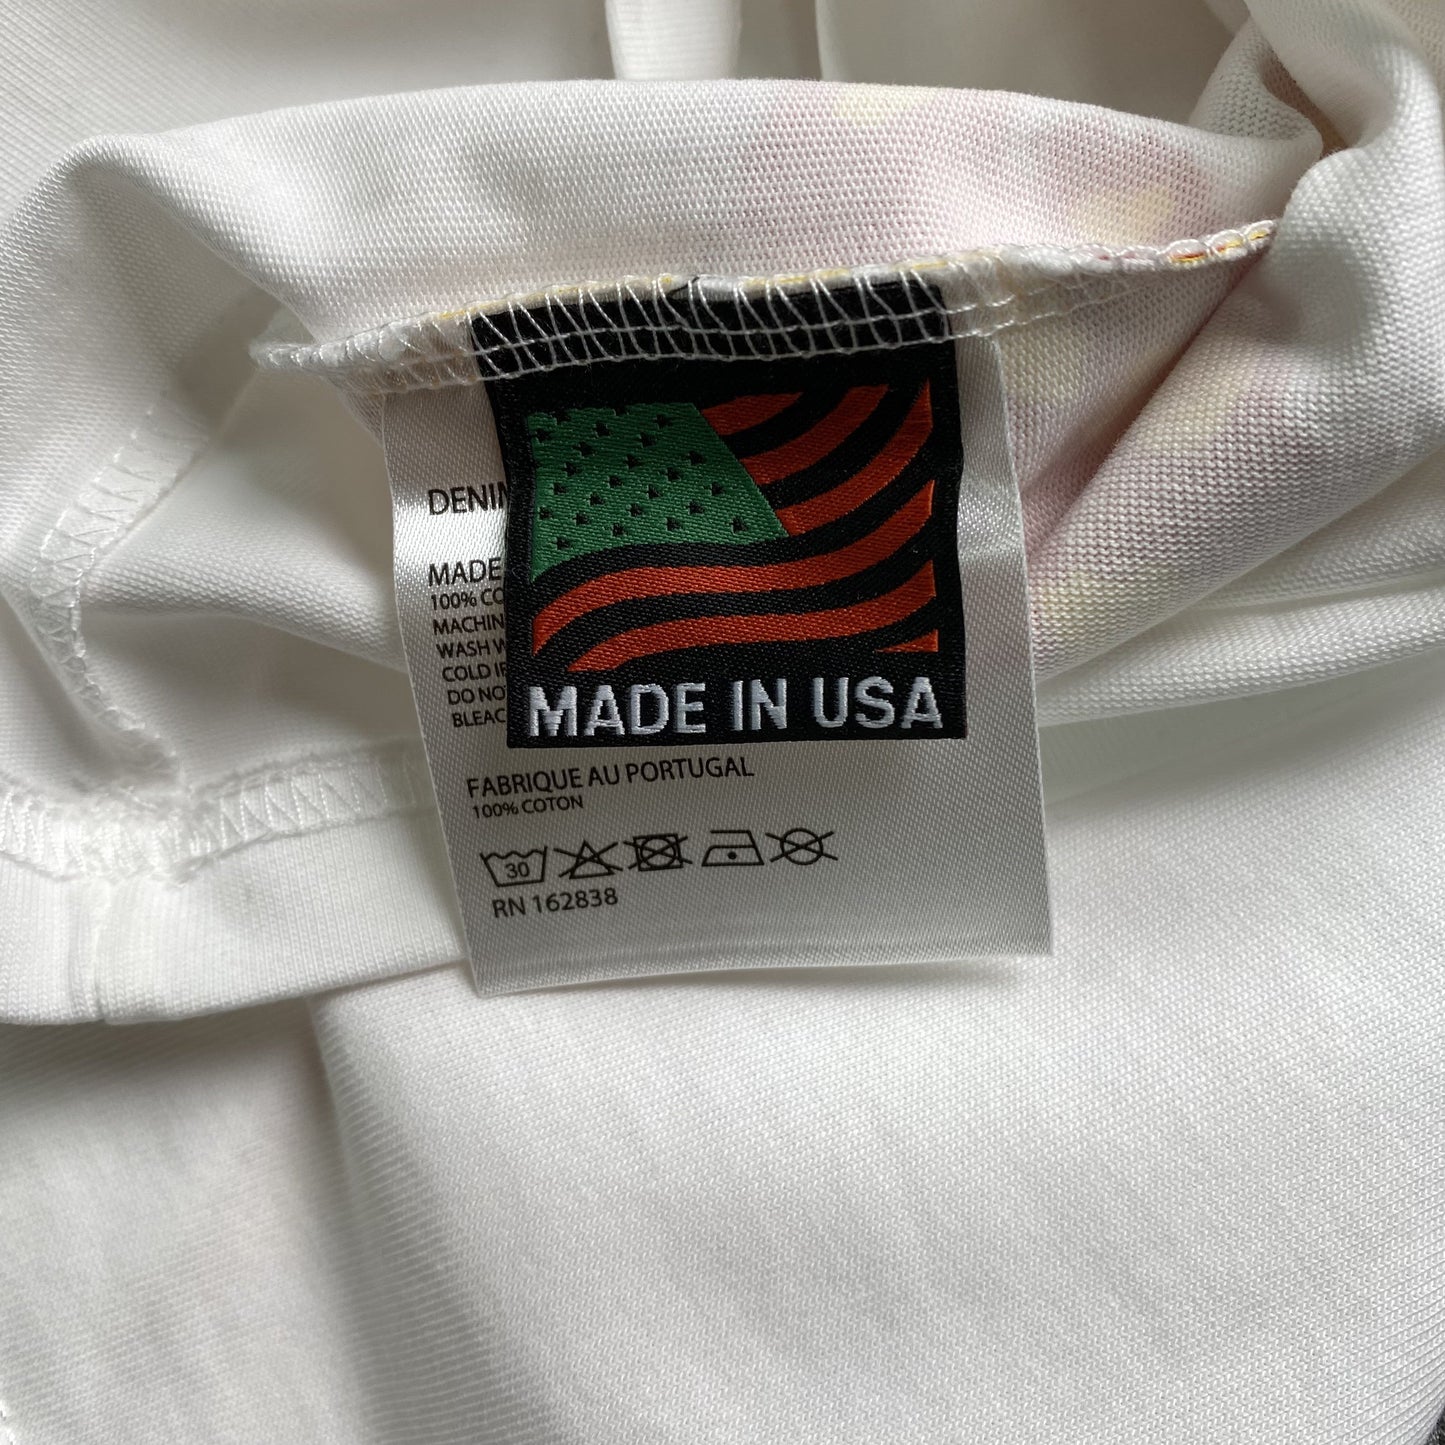 DENIM
MADE
100% CO
MACHIN
WASH W
COLD IR
DO NO
BLEAC
MADE IN USA
FABRIQUE AU PORTUGAL
100% COTON
30
RN 162838